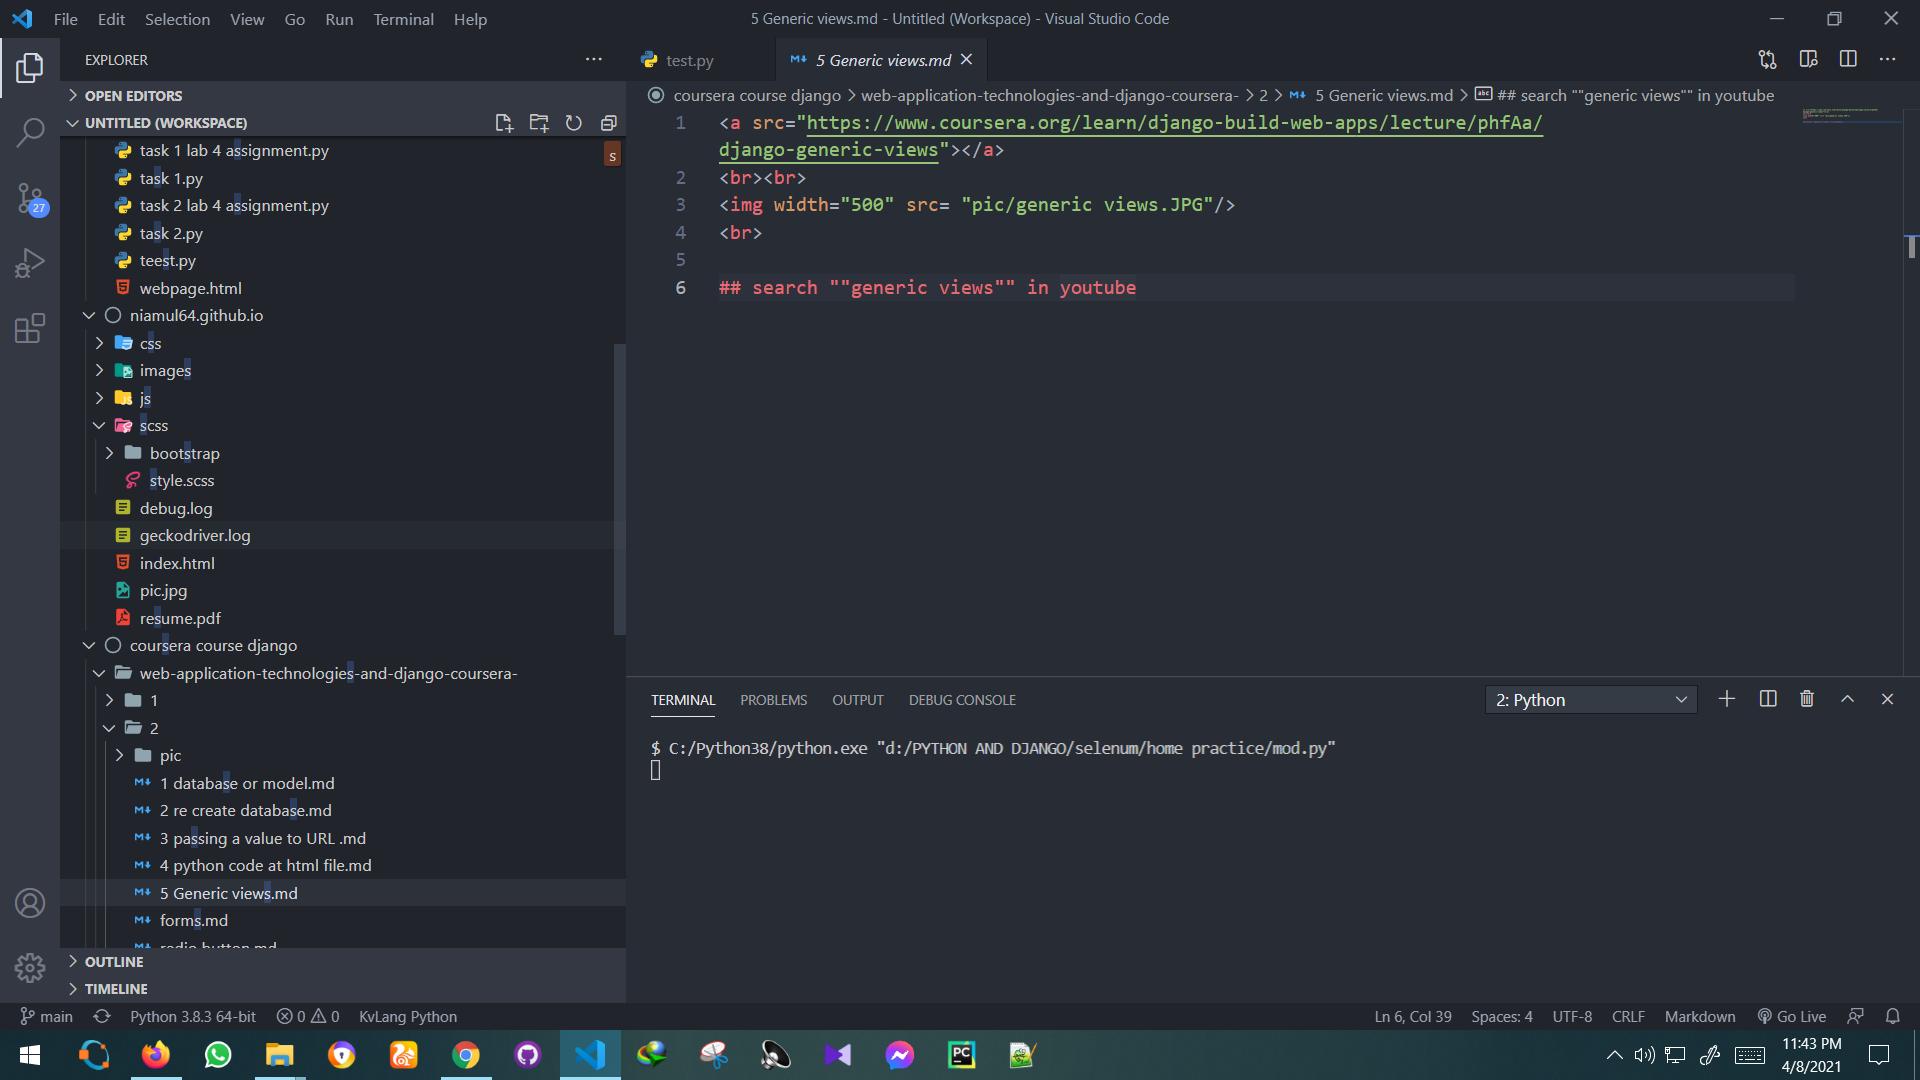 File Edit Selection View Go Run Terminal Help
5 Generic views.md - Untitled (Workspace) - Visual Studio Code
EXPLORER
OPEN EDITORS
UNTITLED (WORKSPACE)
task 1 lab 4 assignment.py
s
task 1.py
task 2 lab 4 assignment.py
task 2.py
teest.py
webpage.html
niamul64.github.io
css
images
js
scss
bootstrap
style.scss
debug.log
geckodriver.log
index.html
pic.jpg
resume.pdf
coursera course django
web-application-technologies-and-django-coursera-
1
2
pic
1 database or model.md
2 re create database.md
3 passing a value to URL .md
4 python code at html file.md
5 Generic views.md
forms.md
radio button.md
OUTLINE
TIMELINE
27
test.py
5 Generic views.md
coursera course django > web-application-technologies-and-django-coursera- > 2 > 5 Generic views.md > ## search ""generic views"" in youtube
1 <a src="https://www.coursera.org/learn/django-build-web-apps/lecture/phfAa/
django-generic-views"></a>
2 <br><br>
3 <img width="500" src= "pic/generic views.JPG"/>
4 <br>
5
6 ## search ""generic views"" in youtube
TERMINAL PROBLEMS OUTPUT DEBUG CONSOLE
2: Python
$ C:/Python38/python.exe "d:/PYTHON AND DJANGO/selenum/home practice/mod.py"
main Python 3.8.3 64-bit 0 0 KvLang Python
Ln 6, Col 39 Spaces: 4 UTF-8 CRLF Markdown Go Live
11:43 PM
4/8/2021